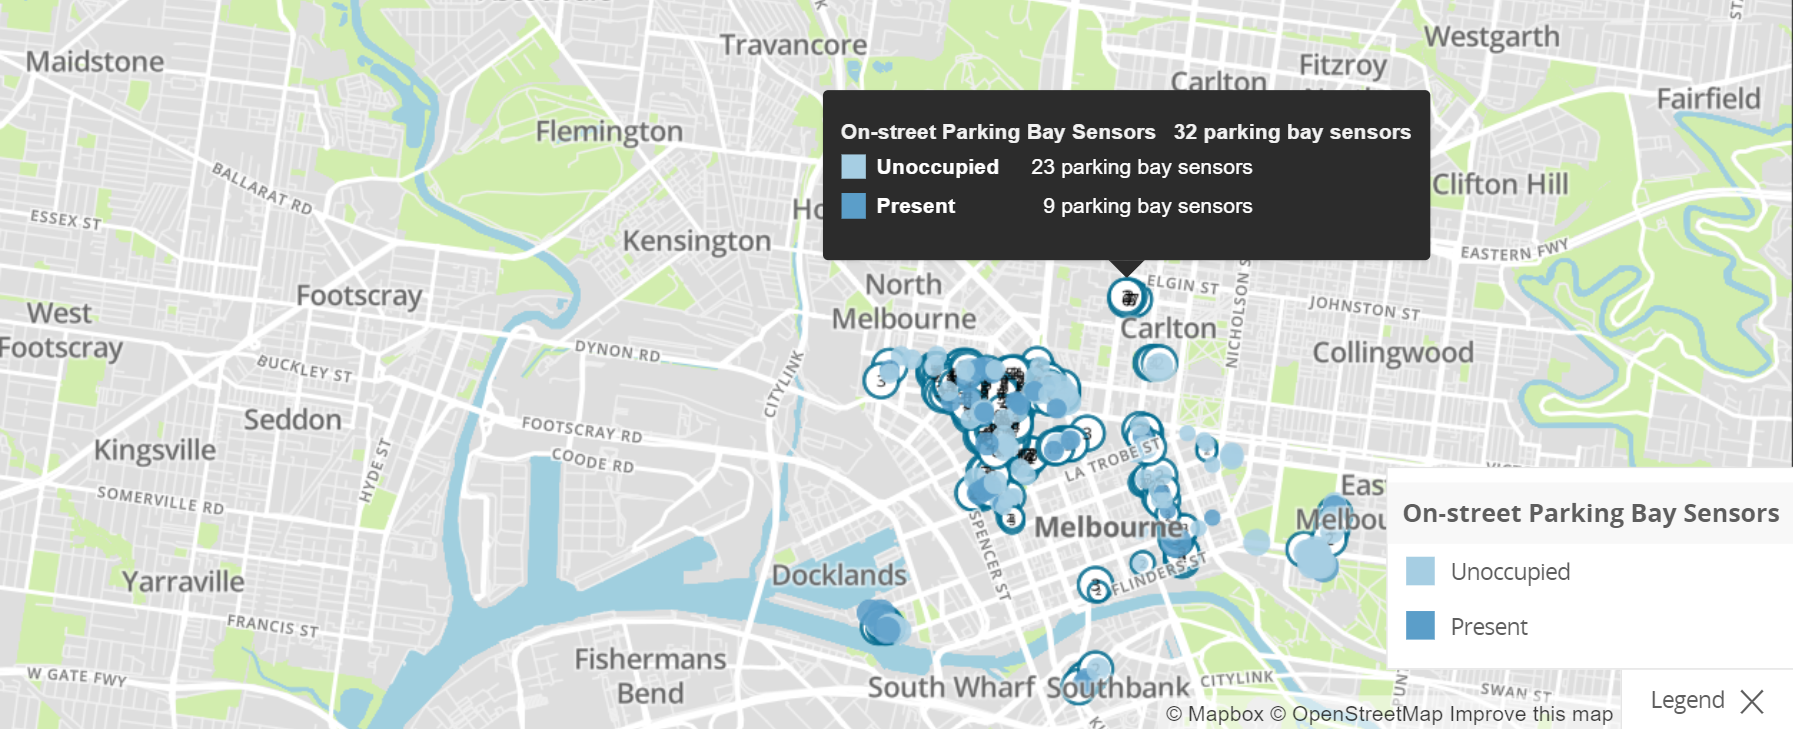 Maidstone
Travancore
Westgarth
Carlton
Fitzroy
Fairfield
Flemington
On-street Parking Bay Sensors 32 parking bay sensors
Unoccupied 23 parking bay sensors
Present 9 parking bay sensors
BALLARAT RD
Clifton Hill
ESSEX ST
Kensington
EASTERN FWY
North
Melbourne
ELGIN ST
Footscray
JOHNSTON ST
West
Footscray
Carlton
NICHOLSON S
Collingwood
DYNON RD
BUCKLEY ST
CITYLINK
3
Seddon
FOOTSCRAY RD
3
Kingsville
COODE RD
HYDE ST
LA TROBE ST
SOMERVILLE RD
East
Melbou
SPENCER ST
Melbourne
On-street Parking Bay Sensors
Unoccupied
Present
Yarraville
Docklands
FLINDERS ST
FRANCIS ST
Fishermans
Bend
W GATE FWY
South Wharf
Southbank
CITYLINK
PUNT
SWAN ST
Legend
© Mapbox © OpenStreetMap Improve this map